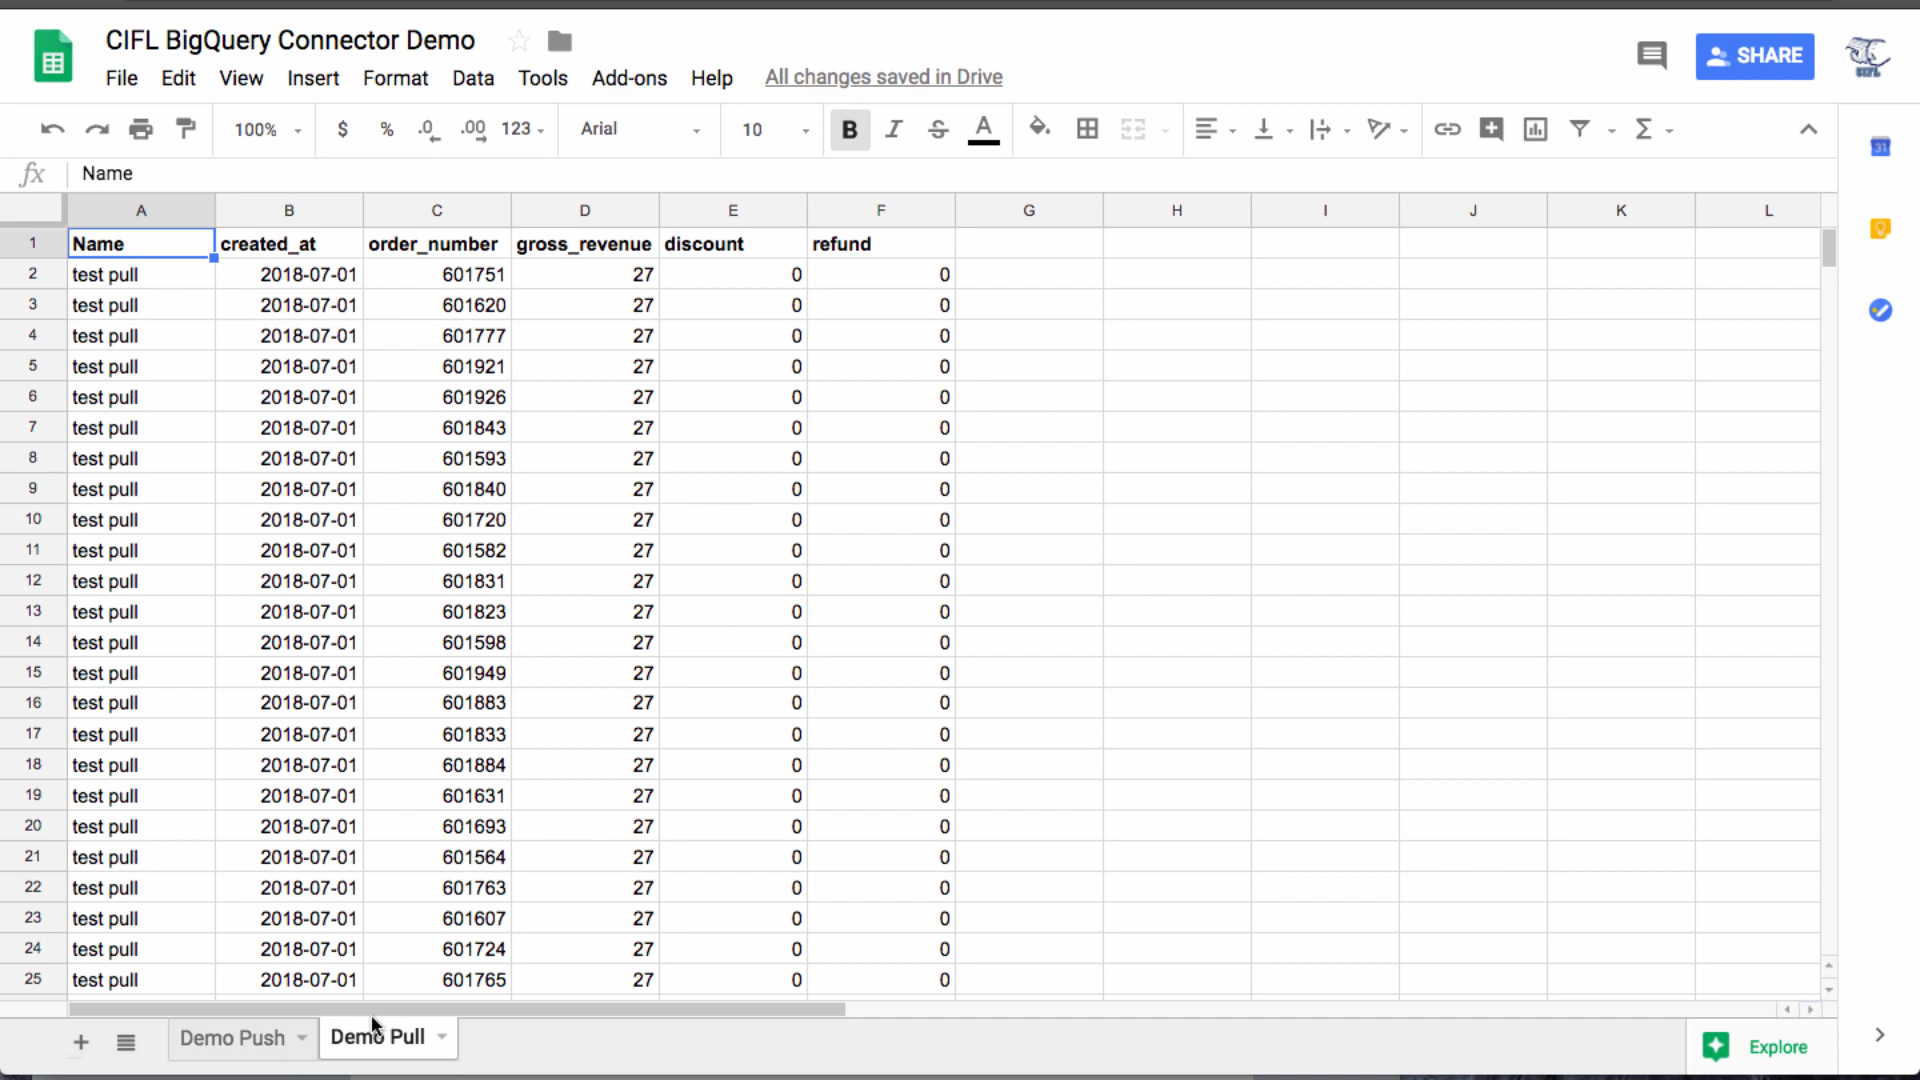 CIFL BigQuery Connector Demo
SHARE
File Edit View Insert Format Data Tools Add-ons Help All changes saved in Drive
100% $ % .0 .00 123 Arial 10 B I S A
31
fx Name
A B C D E F G H I J K L
1 Name created_at order_number gross_revenue discount refund
2 test pull 2018-07-01 601751 27 0 0
3 test pull 2018-07-01 601620 27 0 0
4 test pull 2018-07-01 601777 27 0 0
5 test pull 2018-07-01 601921 27 0 0
6 test pull 2018-07-01 601926 27 0 0
7 test pull 2018-07-01 601843 27 0 0
8 test pull 2018-07-01 601593 27 0 0
9 test pull 2018-07-01 601840 27 0 0
10 test pull 2018-07-01 601720 27 0 0
11 test pull 2018-07-01 601582 27 0 0
12 test pull 2018-07-01 601831 27 0 0
13 test pull 2018-07-01 601823 27 0 0
14 test pull 2018-07-01 601598 27 0 0
15 test pull 2018-07-01 601949 27 0 0
16 test pull 2018-07-01 601883 27 0 0
17 test pull 2018-07-01 601833 27 0 0
18 test pull 2018-07-01 601884 27 0 0
19 test pull 2018-07-01 601631 27 0 0
20 test pull 2018-07-01 601693 27 0 0
21 test pull 2018-07-01 601564 27 0 0
22 test pull 2018-07-01 601763 27 0 0
23 test pull 2018-07-01 601607 27 0 0
24 test pull 2018-07-01 601724 27 0 0
25 test pull 2018-07-01 601765 27 0 0
Demo Push Demo Pull Explore